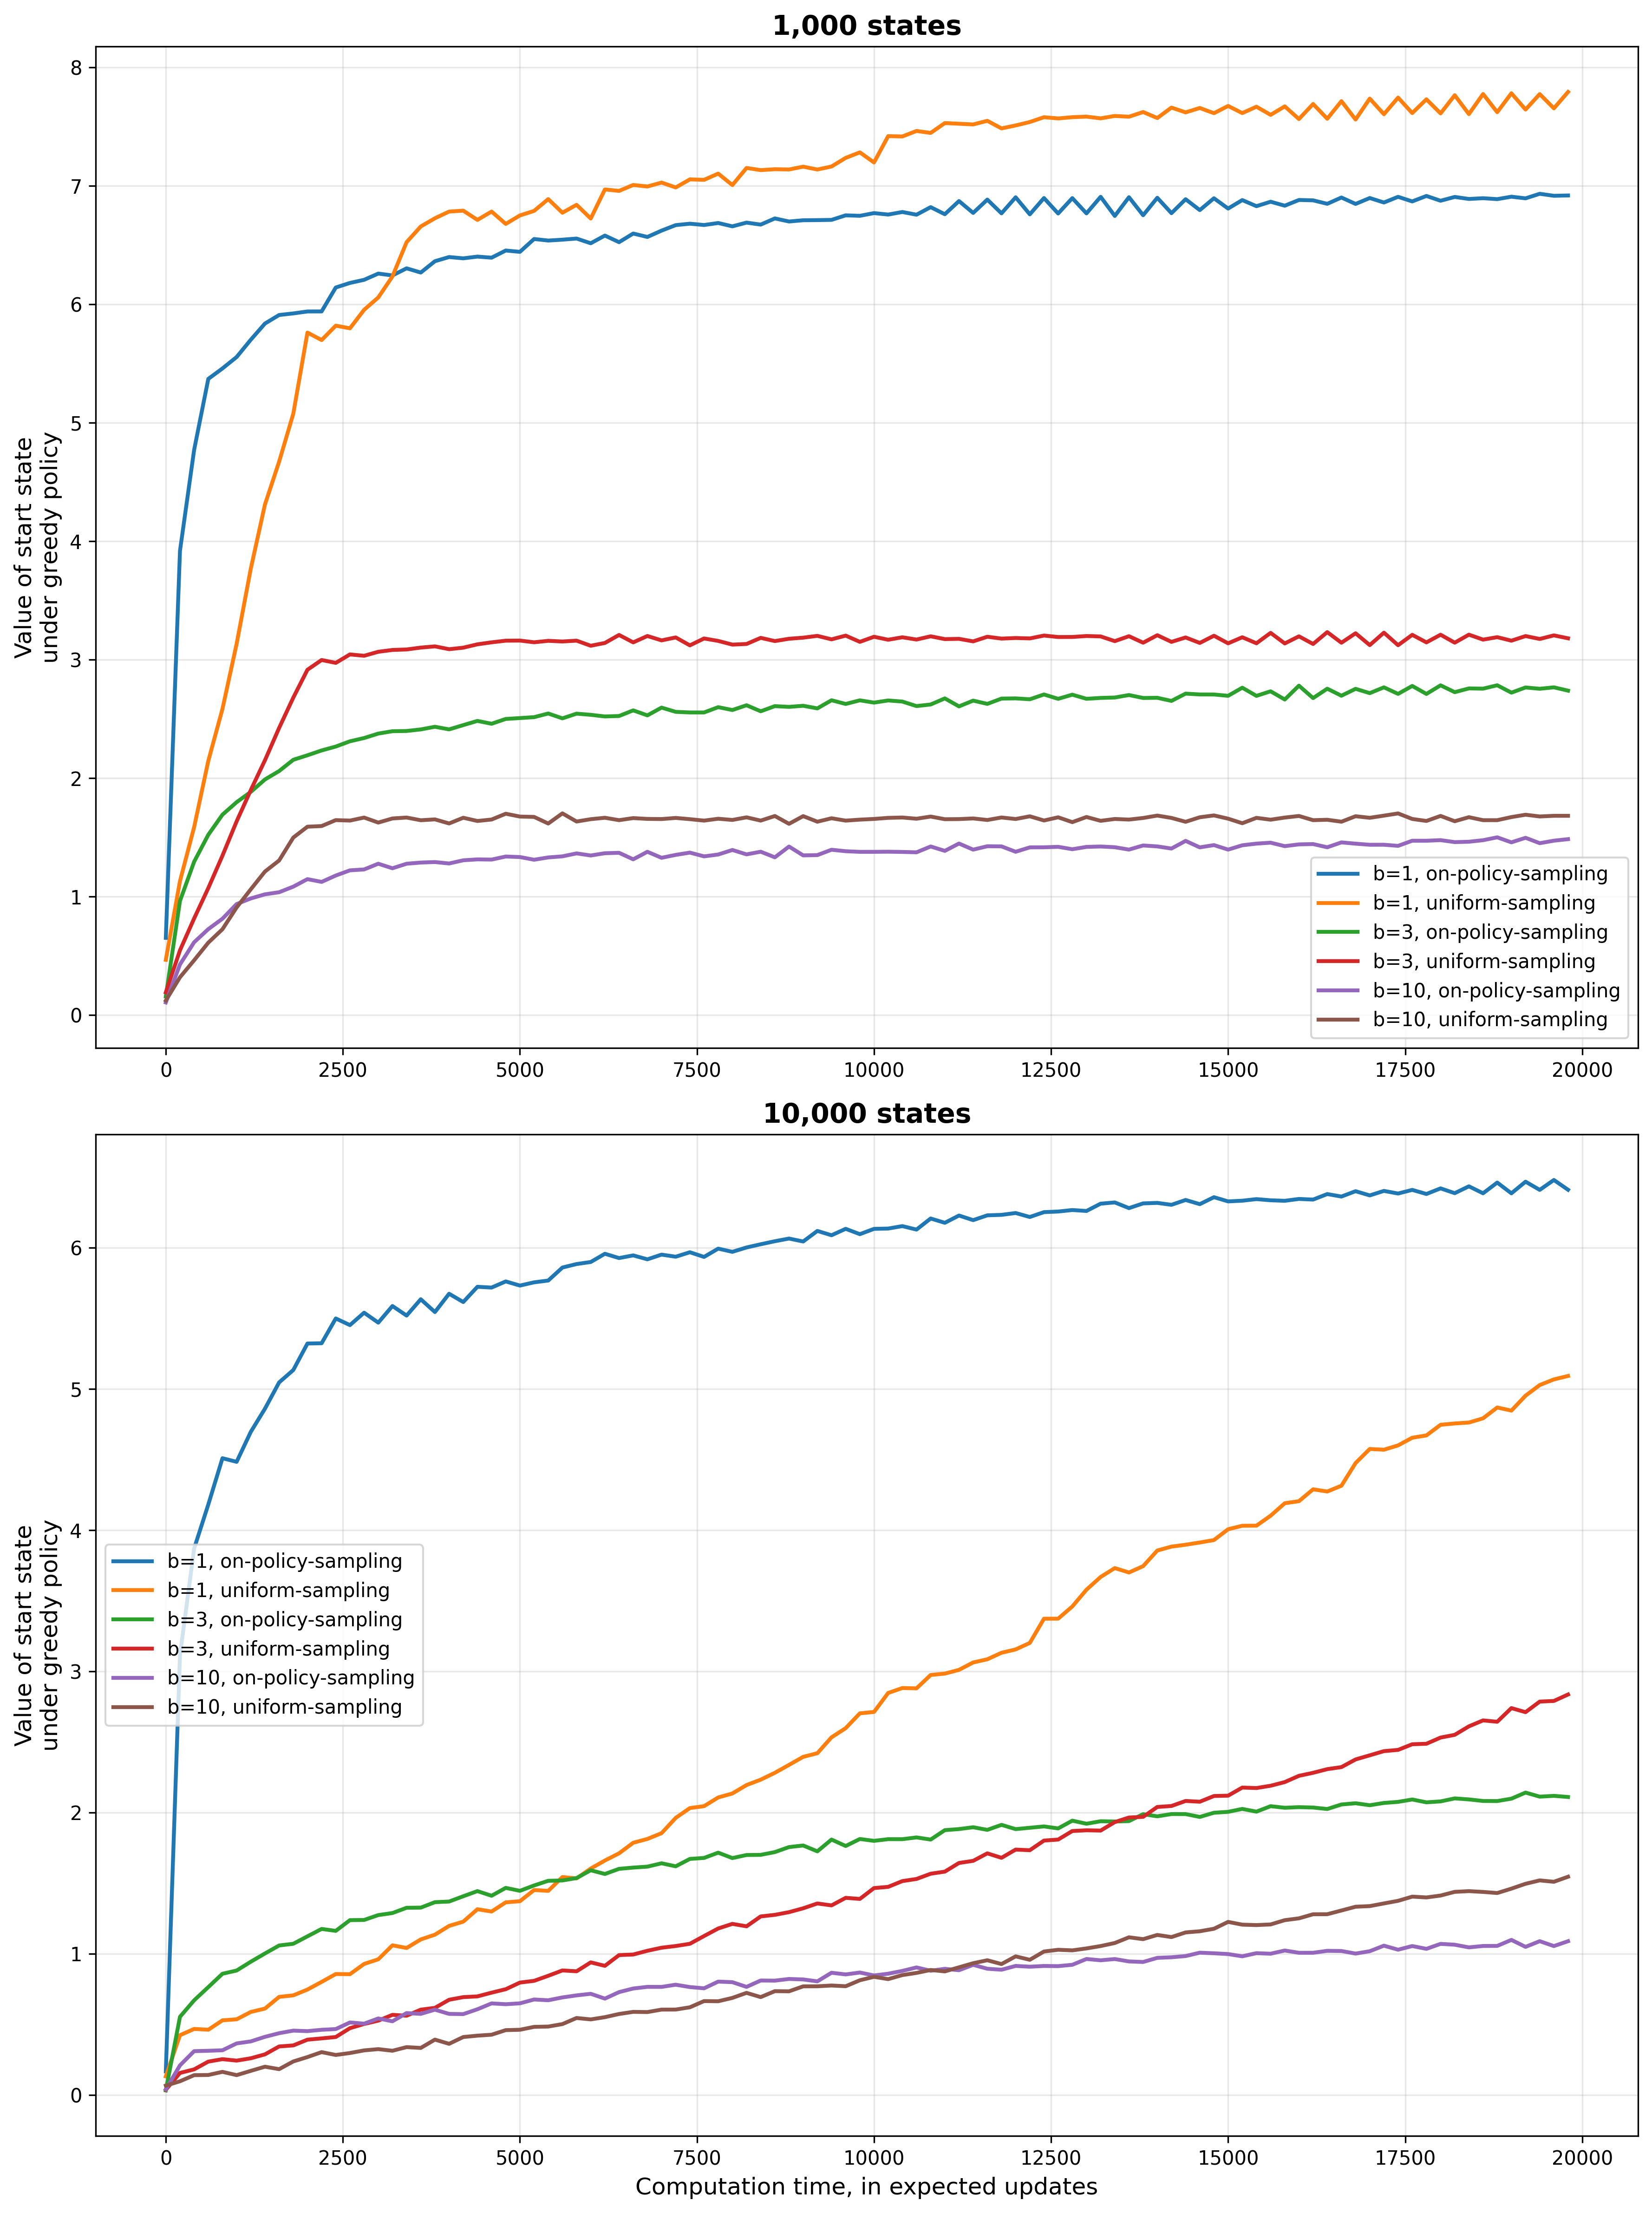 1,000 states
8
7
6
5
4
3
2
1
0
Value of start state
under greedy policy
b=1, on-policy-sampling
b=1, uniform-sampling
b=3, on-policy-sampling
b=3, uniform-sampling
b=10, on-policy-sampling
b=10, uniform-sampling
0 2500 5000 7500 10000 12500 15000 17500 20000
10,000 states
6
5
4
3
2
1
0
Value of start state
under greedy policy
b=1, on-policy-sampling
b=1, uniform-sampling
b=3, on-policy-sampling
b=3, uniform-sampling
b=10, on-policy-sampling
b=10, uniform-sampling
0 2500 5000 7500 10000 12500 15000 17500 20000
Computation time, in expected updates